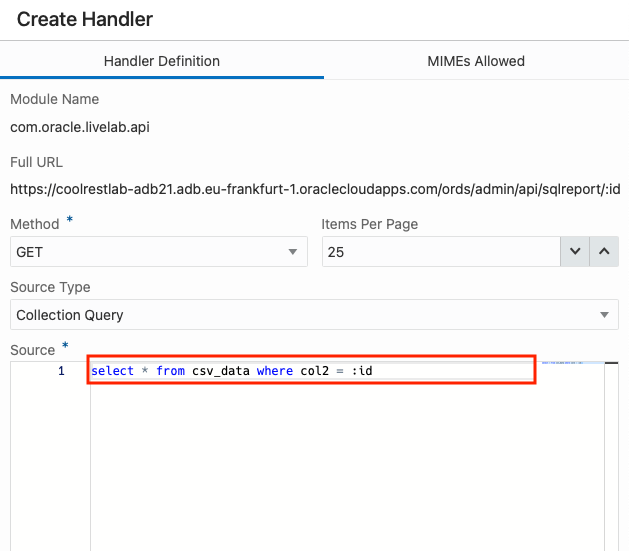 Create Handler
Handler Definition
MIMEs Allowed
Module Name
com.oracle.livelab.api
Full URL
https://coolrestlab-adb21.adb.eu-frankfurt-1.oraclecloudapps.com/ords/admin/api/sqlreport/:id
Method *
Items Per Page
GET
25
Source Type
Collection Query
Source *
1 select * from csv_data where col2 = :id